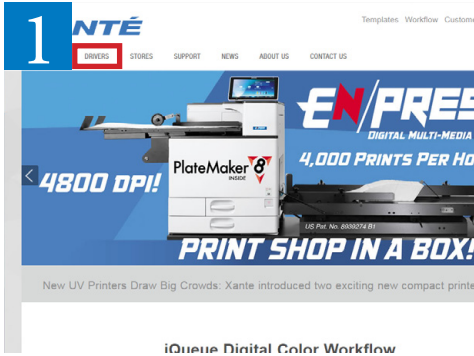 1
NTÉ
Templates Workflow Custome
DRIVERS STORES SUPPORT NEWS ABOUT US CONTACT US
EN/PRES
DIGITAL MULTI-MEDIA
4,000 PRINTS PER HO
4800 DPI!
PlateMaker 8
INSIDE
US Pat. No. 8939274 B1
PRINT SHOP IN A BOX!
New UV Printers Draw Big Crowds: Xante introduced two exciting new compact printe
iQueue Digital Color Workflow